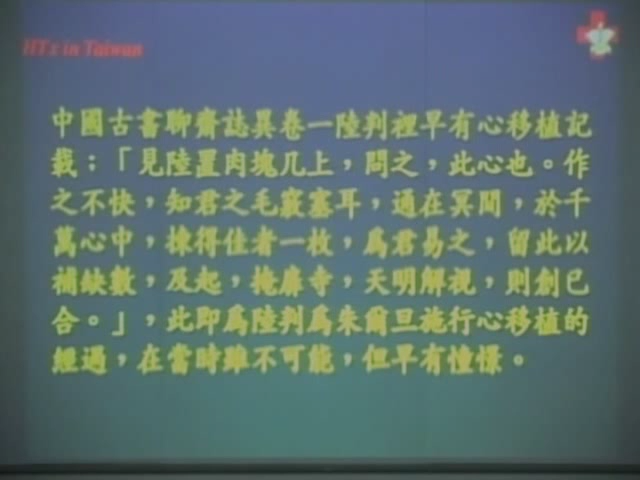 HTx in Taiwan
中國古書聊齋誌異卷一陸判裡早有心移植記
載；「見陸置肉塊几上，問之，此心也。作
之不快，知君之毛竅塞耳，適在冥間，於千
萬心中，揀得佳者一枚，為君易之，留此以
補缺數，及起，掩扉寺，天明解視，則創已
合。」，此即為陸判為朱爾旦施行心移植的
經過，在當時雖不可能，但早有憧憬。